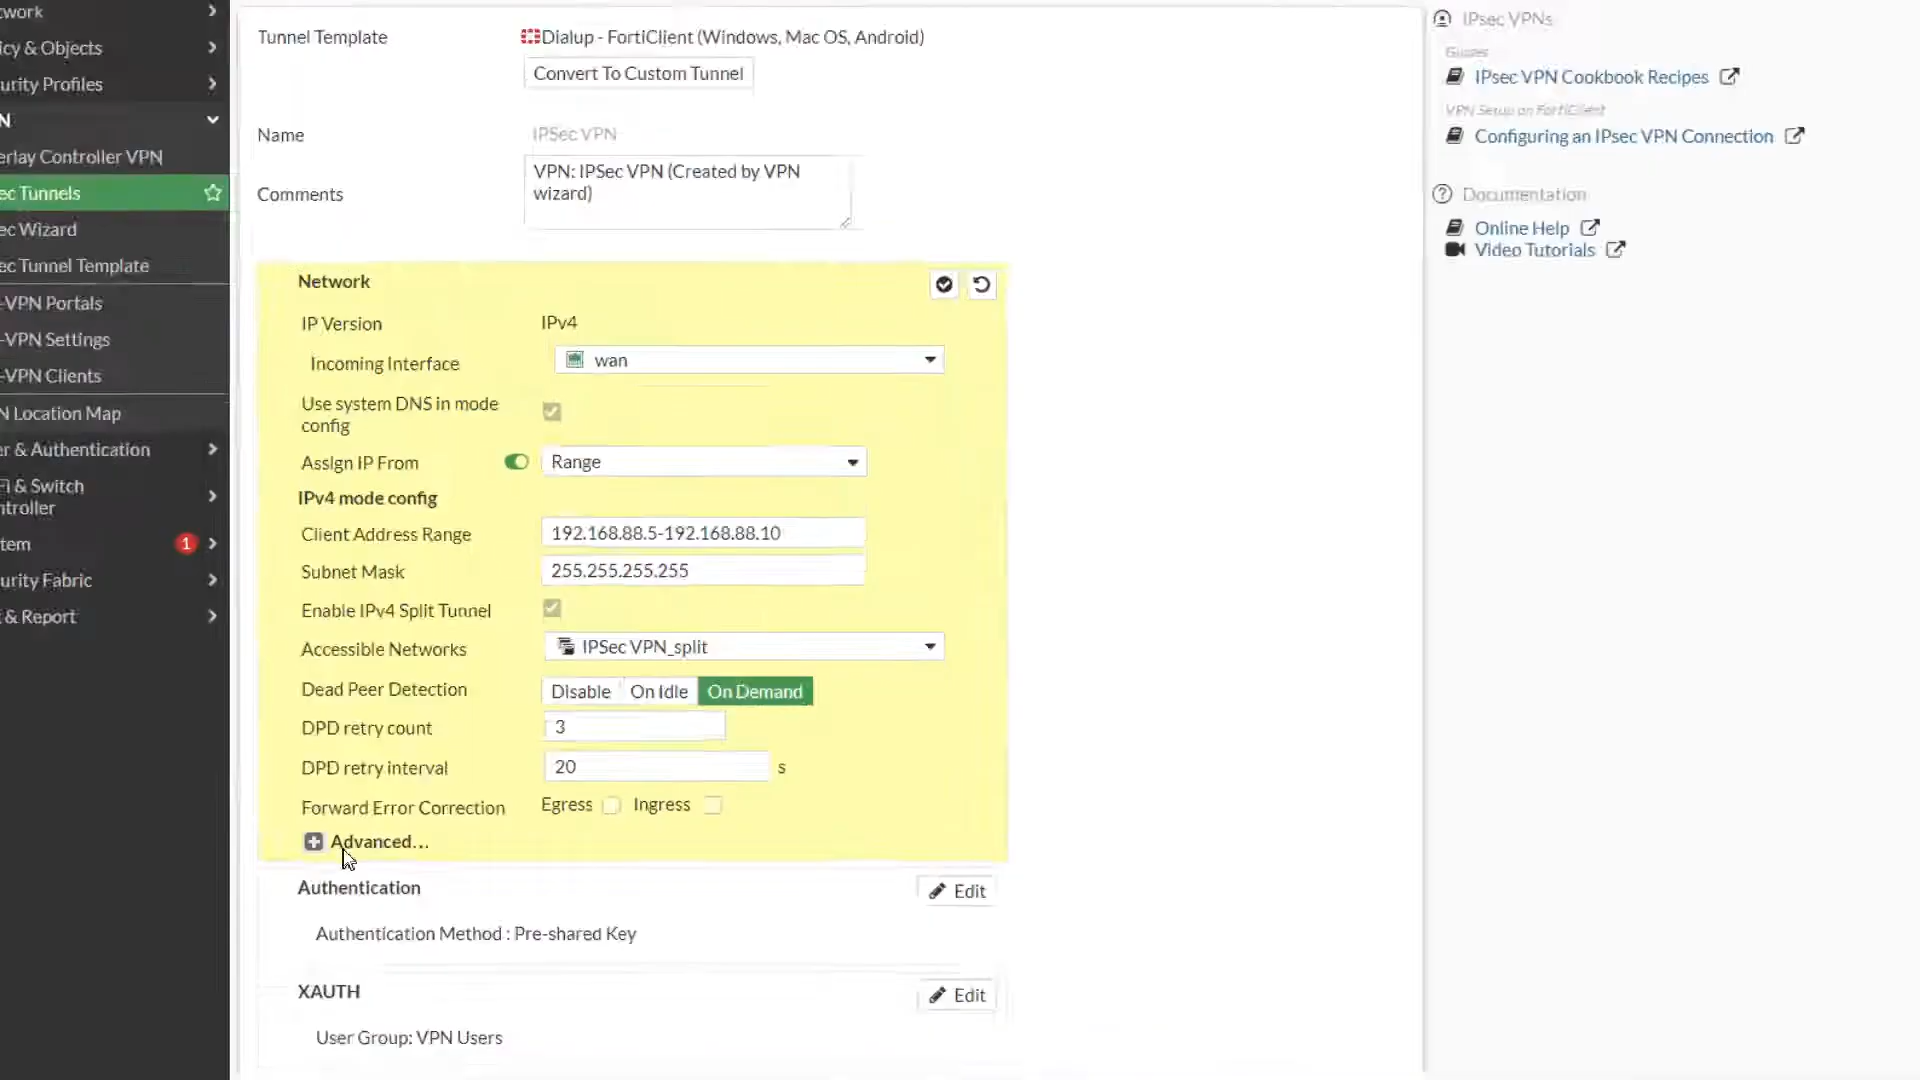 twork
icy & Objects
urity Profiles
N
erlay Controller VPN
ec Tunnels
ec Wizard
ec Tunnel Template
-VPN Portals
-VPN Settings
-VPN Clients
N Location Map
er & Authentication
Fi & Switch
ntroller
tem 1
urity Fabric
& Report
Tunnel Template Dialup - FortiClient (Windows, Mac OS, Android)
Convert To Custom Tunnel
Name IPSec VPN
Comments VPN: IPSec VPN (Created by VPN
wizard)
Network
IP Version IPv4
Incoming Interface wan
Use system DNS in mode
config
Assign IP From Range
IPv4 mode config
Client Address Range 192.168.88.5-192.168.88.10
Subnet Mask 255.255.255.255
Enable IPv4 Split Tunnel
Accessible Networks IPSec VPN_split
Dead Peer Detection Disable On Idle On Demand
DPD retry count 3
DPD retry interval 20 s
Forward Error Correction Egress Ingress
Advanced...
Authentication Edit
Authentication Method : Pre-shared Key
XAUTH Edit
User Group: VPN Users
IPsec VPNs
Guides
IPsec VPN Cookbook Recipes
VPN Setup on FortiClient
Configuring an IPsec VPN Connection
Documentation
Online Help
Video Tutorials